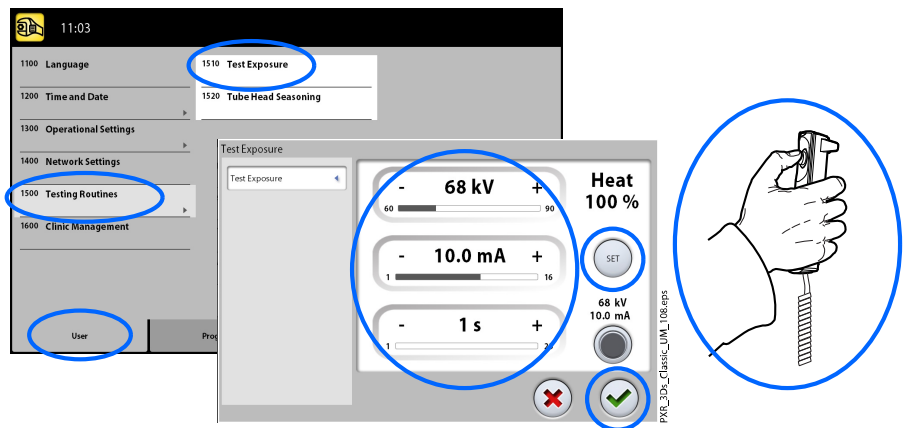 11:03
1100 Language
1200 Time and Date
1300 Operational Settings
1400 Network Settings
1500 Testing Routines
1600 Clinic Management
1510 Test Exposure
1520 Tube Head Seasoning
User
Test Exposure
Test Exposure
- 68 kV +
60 90
- 10.0 mA +
1 16
- 1 s +
1
Heat
100 %
SET
68 kV
10.0 mA
PXR_3Ds_Classic_UM_108.eps